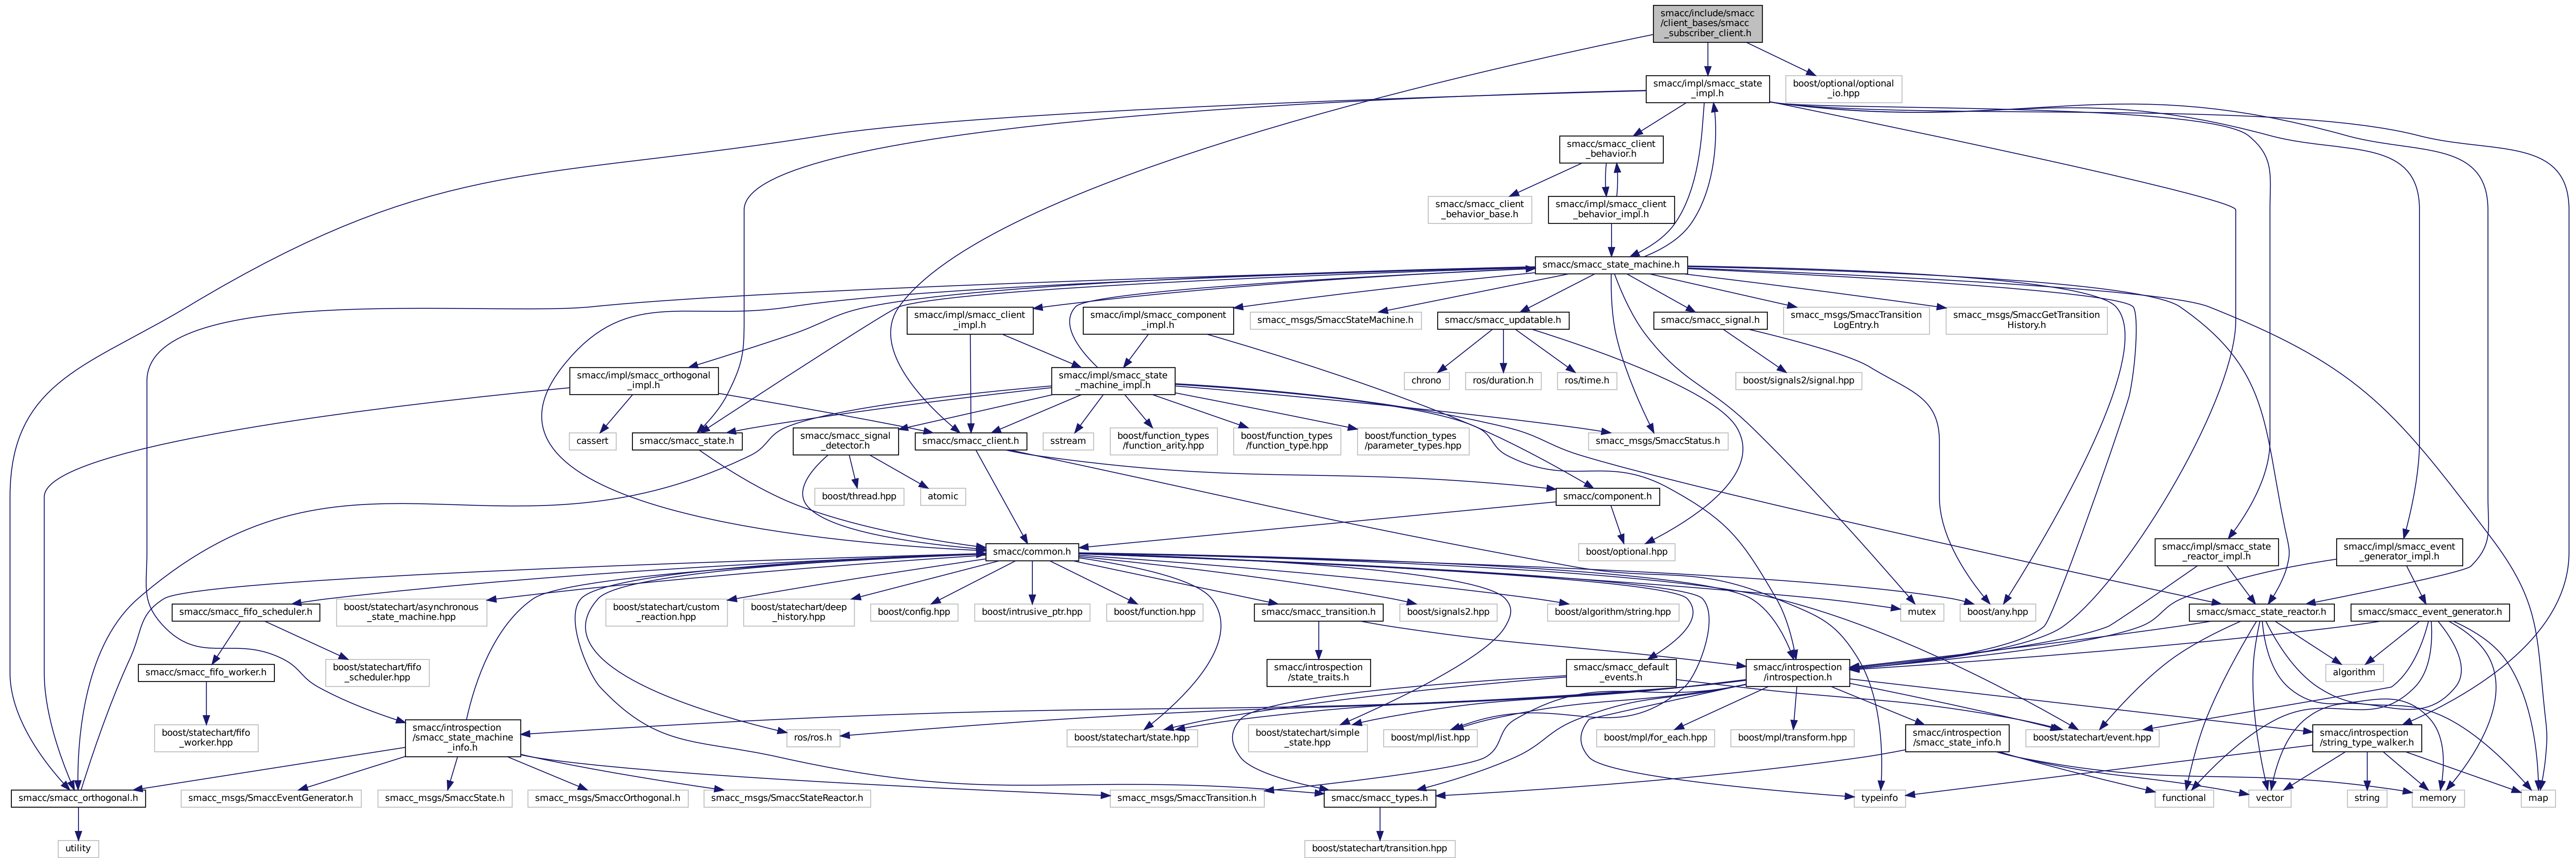 smacc/include/smacc
/client_bases/smacc
_subscriber_client.h
smacc/impl/smacc_state
_impl.h
boost/optional/optional
_io.hpp
smacc/smacc_client
_behavior.h
smacc/smacc_client
_behavior_base.h
smacc/impl/smacc_client
_behavior_impl.h
smacc/smacc_state_machine.h
smacc/impl/smacc_client
_impl.h
smacc/impl/smacc_component
_impl.h
smacc_msgs/SmaccStateMachine.h
smacc/smacc_updatable.h
smacc/smacc_signal.h
smacc_msgs/SmaccTransition
LogEntry.h
smacc_msgs/SmaccGetTransition
History.h
smacc/impl/smacc_orthogonal
_impl.h
smacc/impl/smacc_state
_machine_impl.h
chrono
ros/duration.h
ros/time.h
boost/signals2/signal.hpp
cassert
smacc/smacc_state.h
smacc/smacc_signal
_detector.h
smacc/smacc_client.h
sstream
boost/function_types
/function_arity.hpp
boost/function_types
/function_type.hpp
boost/function_types
/parameter_types.hpp
smacc_msgs/SmaccStatus.h
boost/thread.hpp
atomic
smacc/component.h
smacc/common.h
boost/optional.hpp
smacc/impl/smacc_state
_reactor_impl.h
smacc/impl/smacc_event
_generator_impl.h
smacc/smacc_fifo_scheduler.h
boost/statechart/asynchronous
_state_machine.hpp
boost/statechart/custom
_reaction.hpp
boost/statechart/deep
_history.hpp
boost/config.hpp
boost/intrusive_ptr.hpp
boost/function.hpp
smacc/smacc_transition.h
boost/signals2.hpp
boost/algorithm/string.hpp
mutex
boost/any.hpp
smacc/smacc_state_reactor.h
smacc/smacc_event_generator.h
smacc/smacc_fifo_worker.h
boost/statechart/fifo
_scheduler.hpp
smacc/introspection
/state_traits.h
smacc/smacc_default
_events.h
smacc/introspection
/introspection.h
algorithm
boost/statechart/fifo
_worker.hpp
smacc/introspection
/smacc_state_machine
_info.h
ros/ros.h
boost/statechart/state.hpp
boost/statechart/simple
_state.hpp
boost/mpl/list.hpp
boost/mpl/for_each.hpp
boost/mpl/transform.hpp
smacc/introspection
/smacc_state_info.h
boost/statechart/event.hpp
smacc/introspection
/string_type_walker.h
smacc/smacc_orthogonal.h
smacc_msgs/SmaccEventGenerator.h
smacc_msgs/SmaccState.h
smacc_msgs/SmaccOrthogonal.h
smacc_msgs/SmaccStateReactor.h
smacc_msgs/SmaccTransition.h
smacc/smacc_types.h
typeinfo
functional
vector
string
memory
map
utility
boost/statechart/transition.hpp